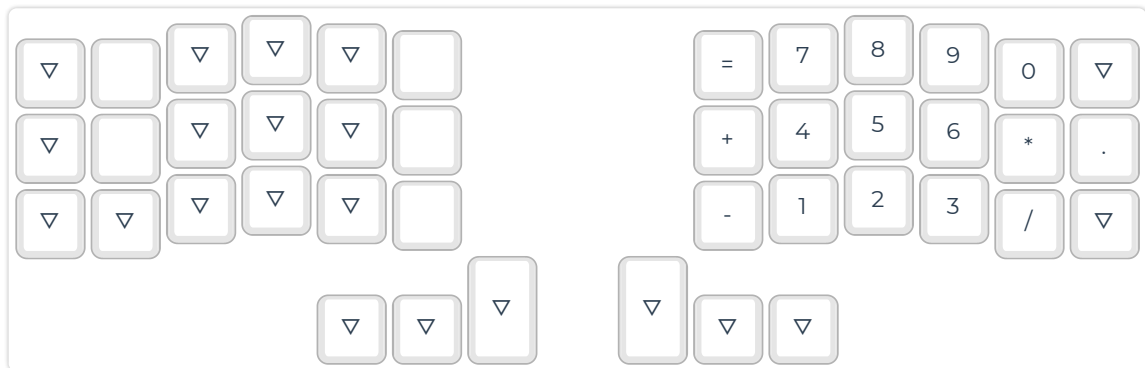 ▽ ▽ ▽ ▽ = 7 8 9 0 ▽
▽ ▽ ▽ ▽ + 4 5 6 * .
▽ ▽ ▽ ▽ ▽ - 1 2 3 / ▽
▽ ▽ ▽ ▽ ▽ ▽